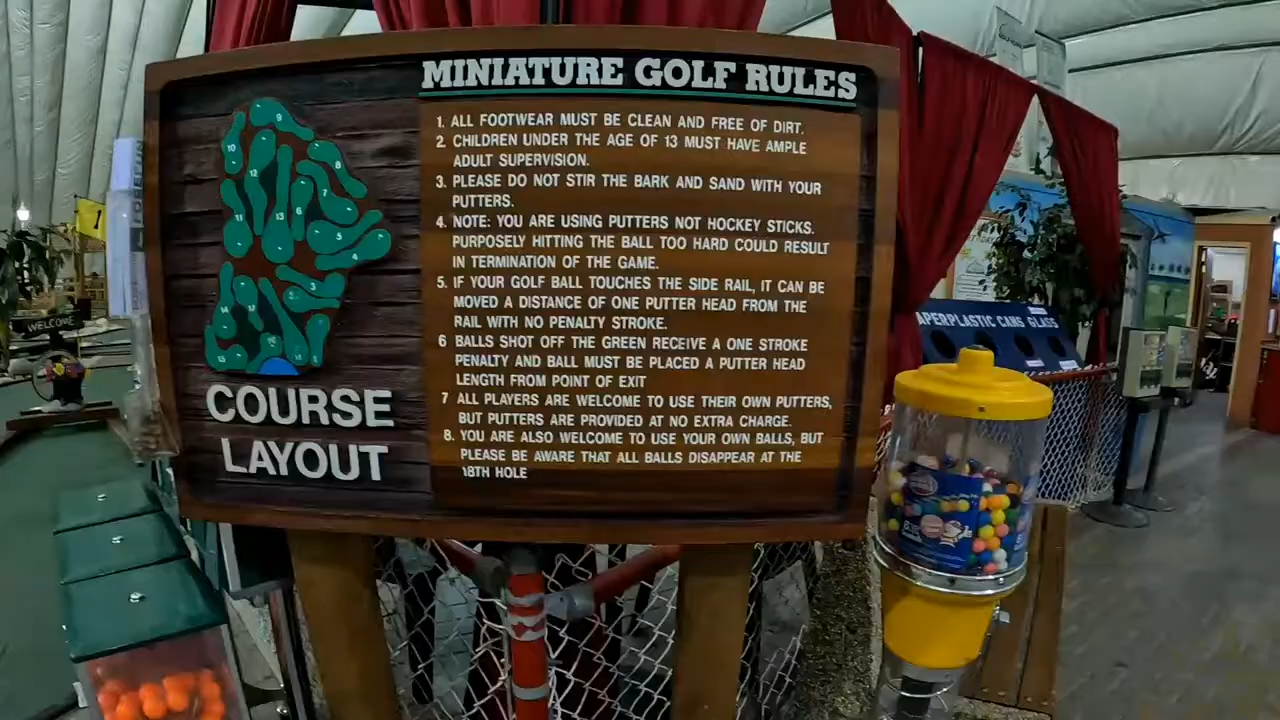 MINIATURE GOLF RULES
1. ALL FOOTWEAR MUST BE CLEAN AND FREE OF DIRT.
2. CHILDREN UNDER THE AGE OF 13 MUST HAVE AMPLE
ADULT SUPERVISION.
3. PLEASE DO NOT STIR THE BARK AND SAND WITH YOUR
PUTTERS.
4. NOTE: YOU ARE USING PUTTERS NOT HOCKEY STICKS.
PURPOSELY HITTING THE BALL TOO HARD COULD RESULT
IN TERMINATION OF THE GAME.
5. IF YOUR GOLF BALL TOUCHES THE SIDE RAIL, IT CAN BE
MOVED A DISTANCE OF ONE PUTTER HEAD FROM THE
RAIL WITH NO PENALTY STROKE.
6 BALLS SHOT OFF THE GREEN RECEIVE A ONE STROKE
PENALTY AND BALL MUST BE PLACED A PUTTER HEAD
LENGTH FROM POINT OF EXIT
7 ALL PLAYERS ARE WELCOME TO USE THEIR OWN PUTTERS,
BUT PUTTERS ARE PROVIDED AT NO EXTRA CHARGE.
8. YOU ARE ALSO WELCOME TO USE YOUR OWN BALLS, BUT
PLEASE BE AWARE THAT ALL BALLS DISAPPEAR AT THE
18TH HOLE
9
10
8
12
7
11
13
6
5
4
3
COURSE
LAYOUT
WELCOME
1
PLASTIC CANS GLASS